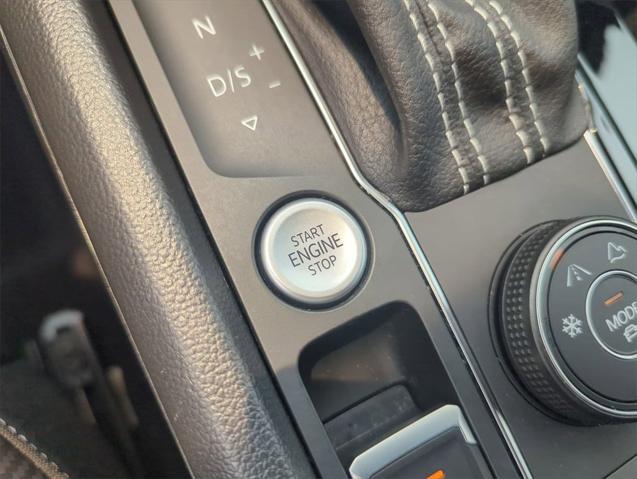 N
D/S
+
-
START
ENGINE
STOP
MODE